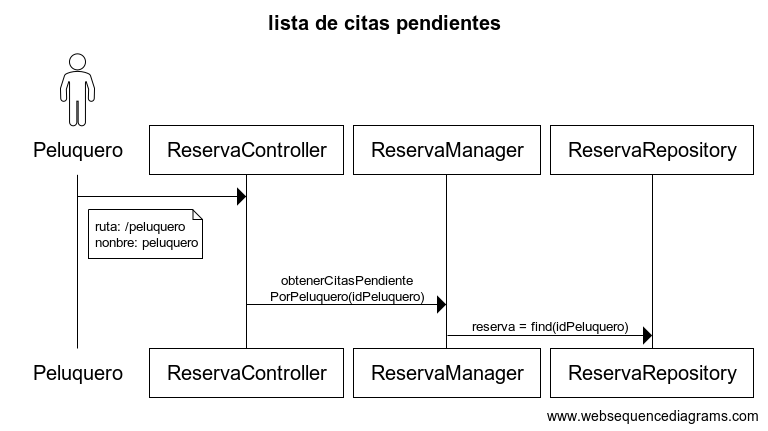 lista de citas pendientes
Peluquero
ReservaController
ReservaManager
ReservaRepository
ruta: /peluquero
nonbre: peluquero
obtenerCitasPendiente
PorPeluquero(idPeluquero)
reserva = find(idPeluquero)
Peluquero
ReservaController
ReservaManager
ReservaRepository
www.websequencediagrams.com